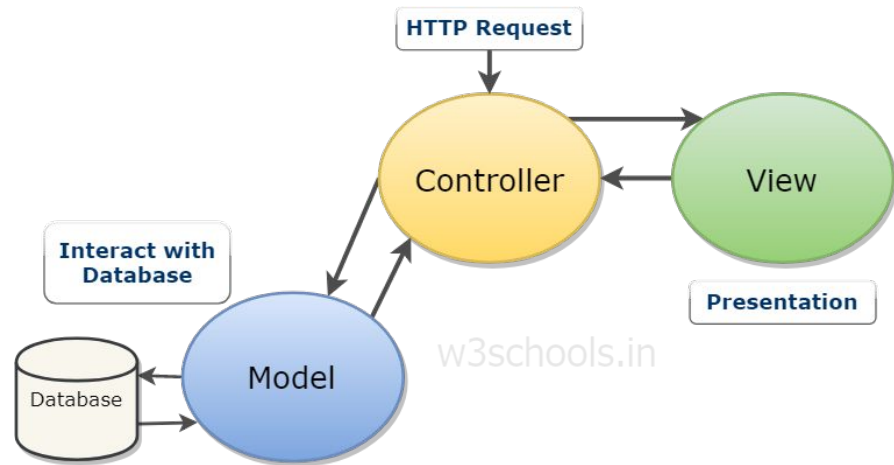 HTTP Request
Controller
View
Interact with
Database
Presentation
w3schools.in
Model
Database